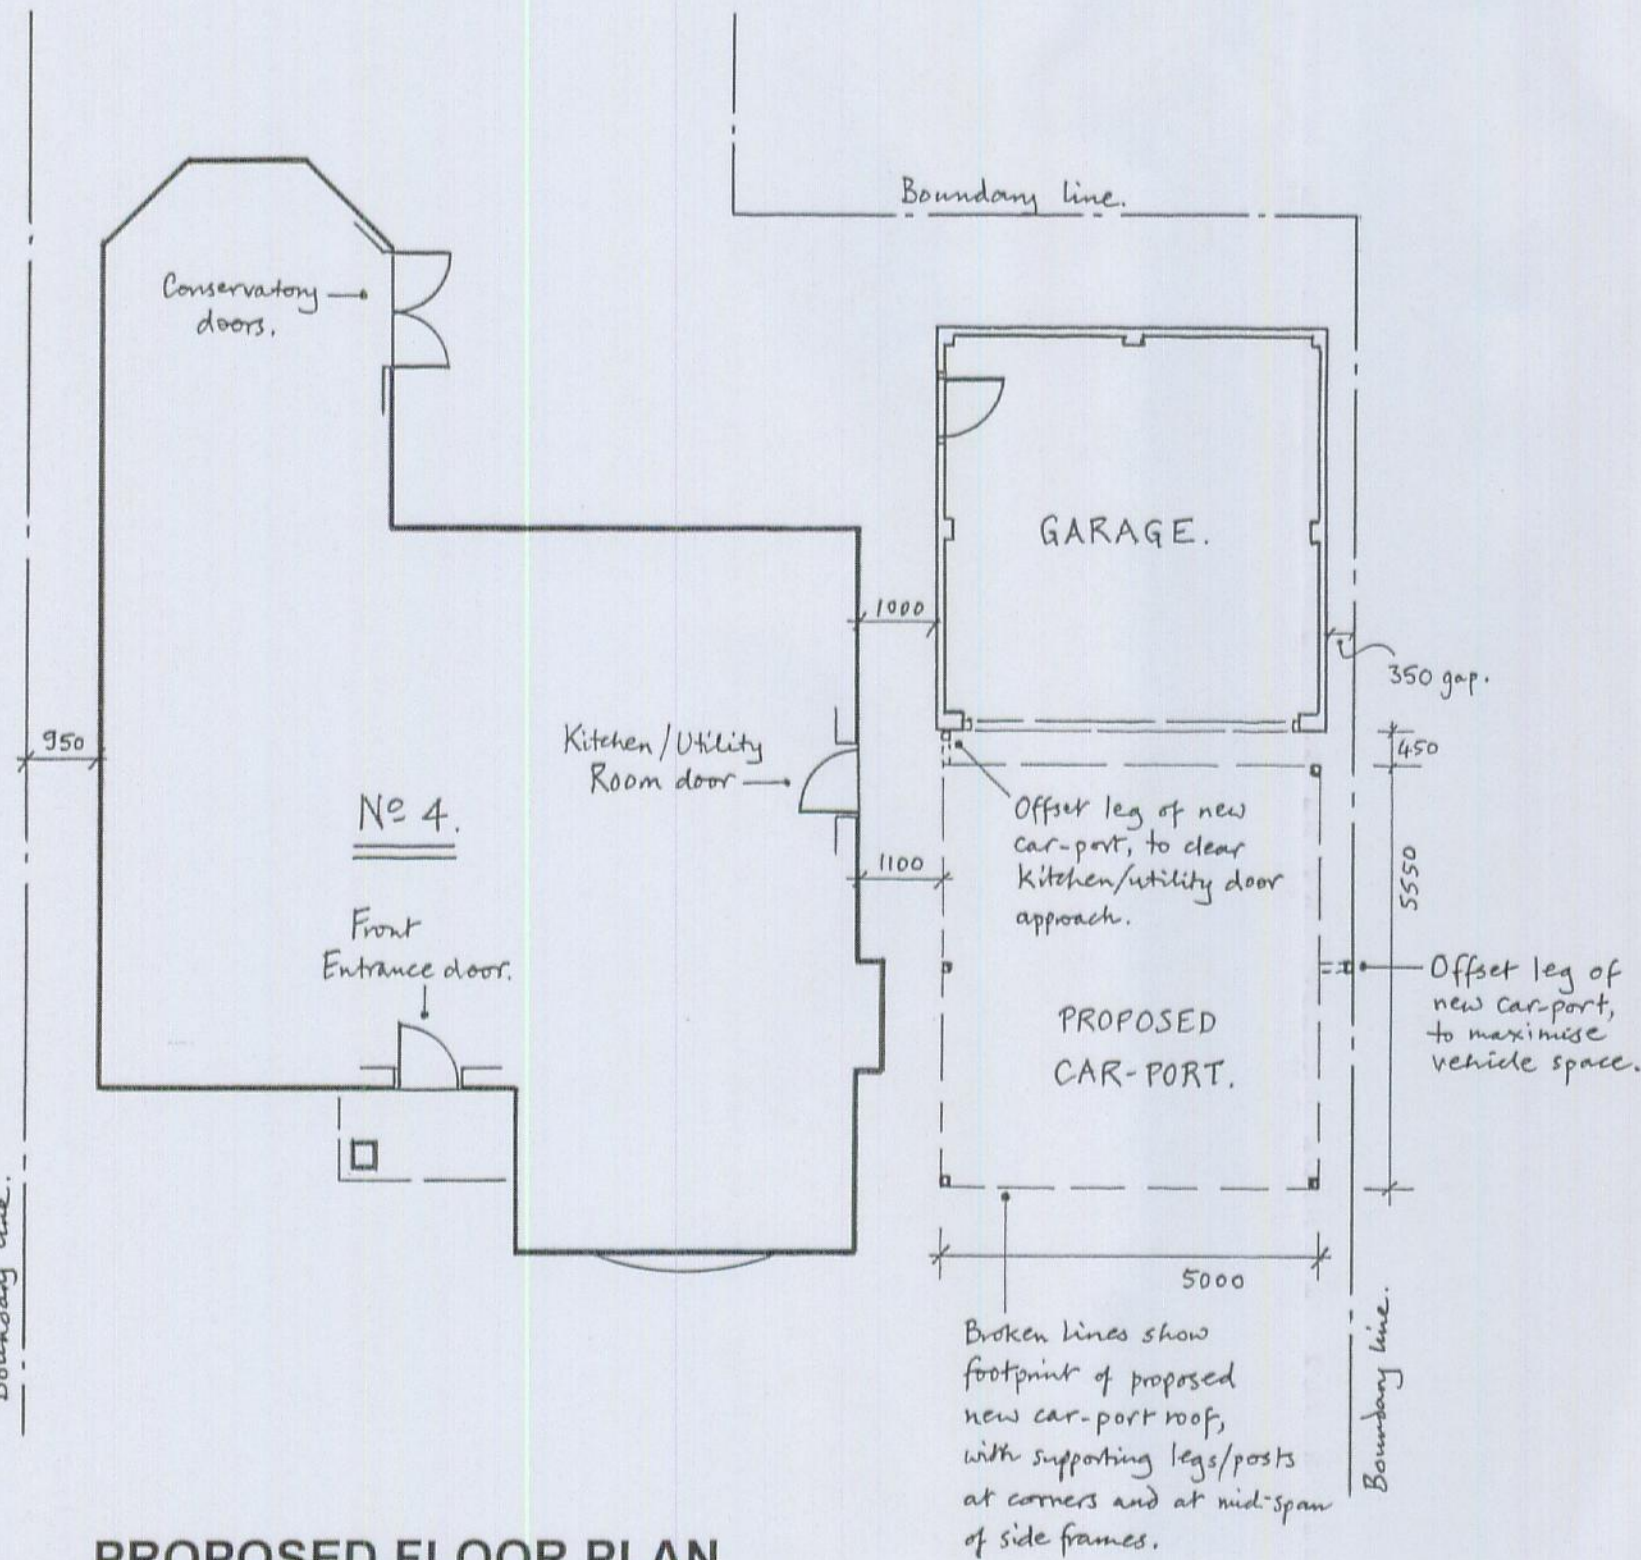 Boundary line.
Conservatory
doors.
GARAGE.
1000
350 gap.
450
950
Kitchen/Utility
Room door
Nº 4.
Offset leg of new
car-port, to clear
kitchen/utility door
approach.
1100
5550
Front
Entrance door.
Offset leg of
new car-port,
to maximise
vehicle space.
PROPOSED
CAR-PORT.
5000
Boundary line.
Broken lines show
footprint of proposed
new car-port roof,
with supporting legs/posts
at corners and at mid-span
of side frames.
Boundary line.
PROPOSED FLOOR PLAN